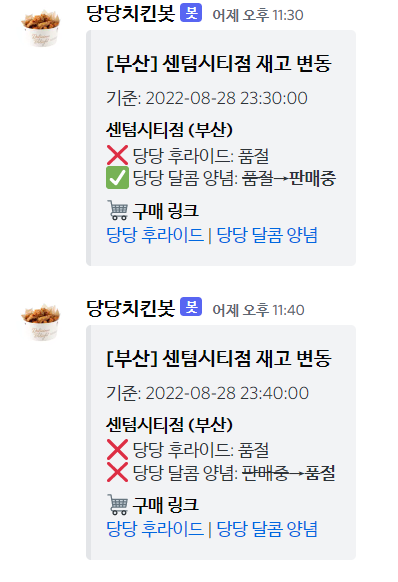 당당치킨봇 봇 어제 오후 11:30
[부산] 센텀시티점 재고 변동
기준: 2022-08-28 23:30:00
센텀시티점 (부산)
❌ 당당 후라이드: 품절
✅ 당당 달콤 양념: 품절→판매중
🛒 구매 링크
당당 후라이드 | 당당 달콤 양념
당당치킨봇 봇 어제 오후 11:40
[부산] 센텀시티점 재고 변동
기준: 2022-08-28 23:40:00
센텀시티점 (부산)
❌ 당당 후라이드: 품절
❌ 당당 달콤 양념: 판매중→품절
🛒 구매 링크
당당 후라이드 | 당당 달콤 양념